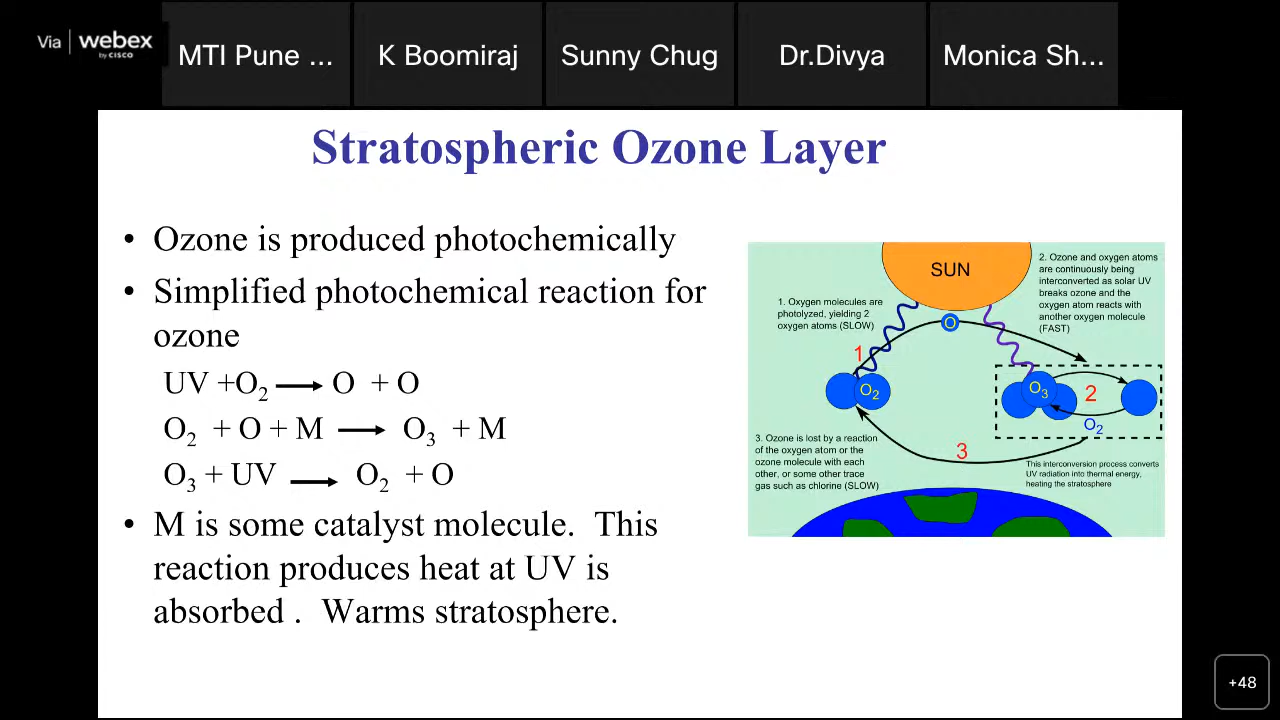 Via webex
by CISCO
MTI Pune ...
K Boomiraj
Sunny Chug
Dr.Divya
Monica Sh...
Stratospheric Ozone Layer
• Ozone is produced photochemically
• Simplified photochemical reaction for
ozone
UV +O₂ ⟶ O + O
O₂ + O + M ⟶ O₃ + M
O₃ + UV ⟶ O₂ + O
• M is some catalyst molecule. This
reaction produces heat at UV is
absorbed . Warms stratosphere.
SUN
1. Oxygen molecules are
photolyzed, yielding 2
oxygen atoms (SLOW)
2. Ozone and oxygen atoms
are continuously being
interconverted as solar UV
breaks ozone and the
oxygen atom reacts with
another oxygen molecule
(FAST)
O
1
O₂
O₃
2
O₂
3
3. Ozone is lost by a reaction
of the oxygen atom or the
ozone molecule with each
other, or some other trace
gas such as chlorine (SLOW)
This interconversion process converts
UV radiation into thermal energy,
heating the stratosphere
+48